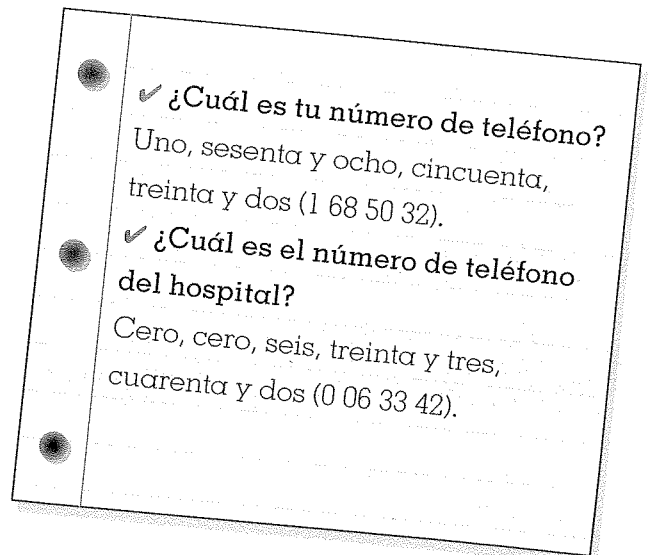 ✔ ¿Cuál es tu número de teléfono?
Uno, sesenta y ocho, cincuenta,
treinta y dos (1 68 50 32).
✔ ¿Cuál es el número de teléfono
del hospital?
Cero, cero, seis, treinta y tres,
cuarenta y dos (0 06 33 42).